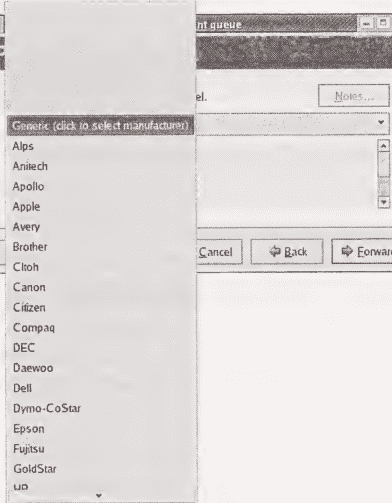 nt queue
el.
Notes...
Generic (click to select manufacturer)
Alps
Anitech
Apollo
Apple
Avery
Brother
CItoh
Canon
Citizen
Compaq
DEC
Daewoo
Dell
Dymo-CoStar
Epson
Fujitsu
GoldStar
HP
Cancel
Back
Forwar